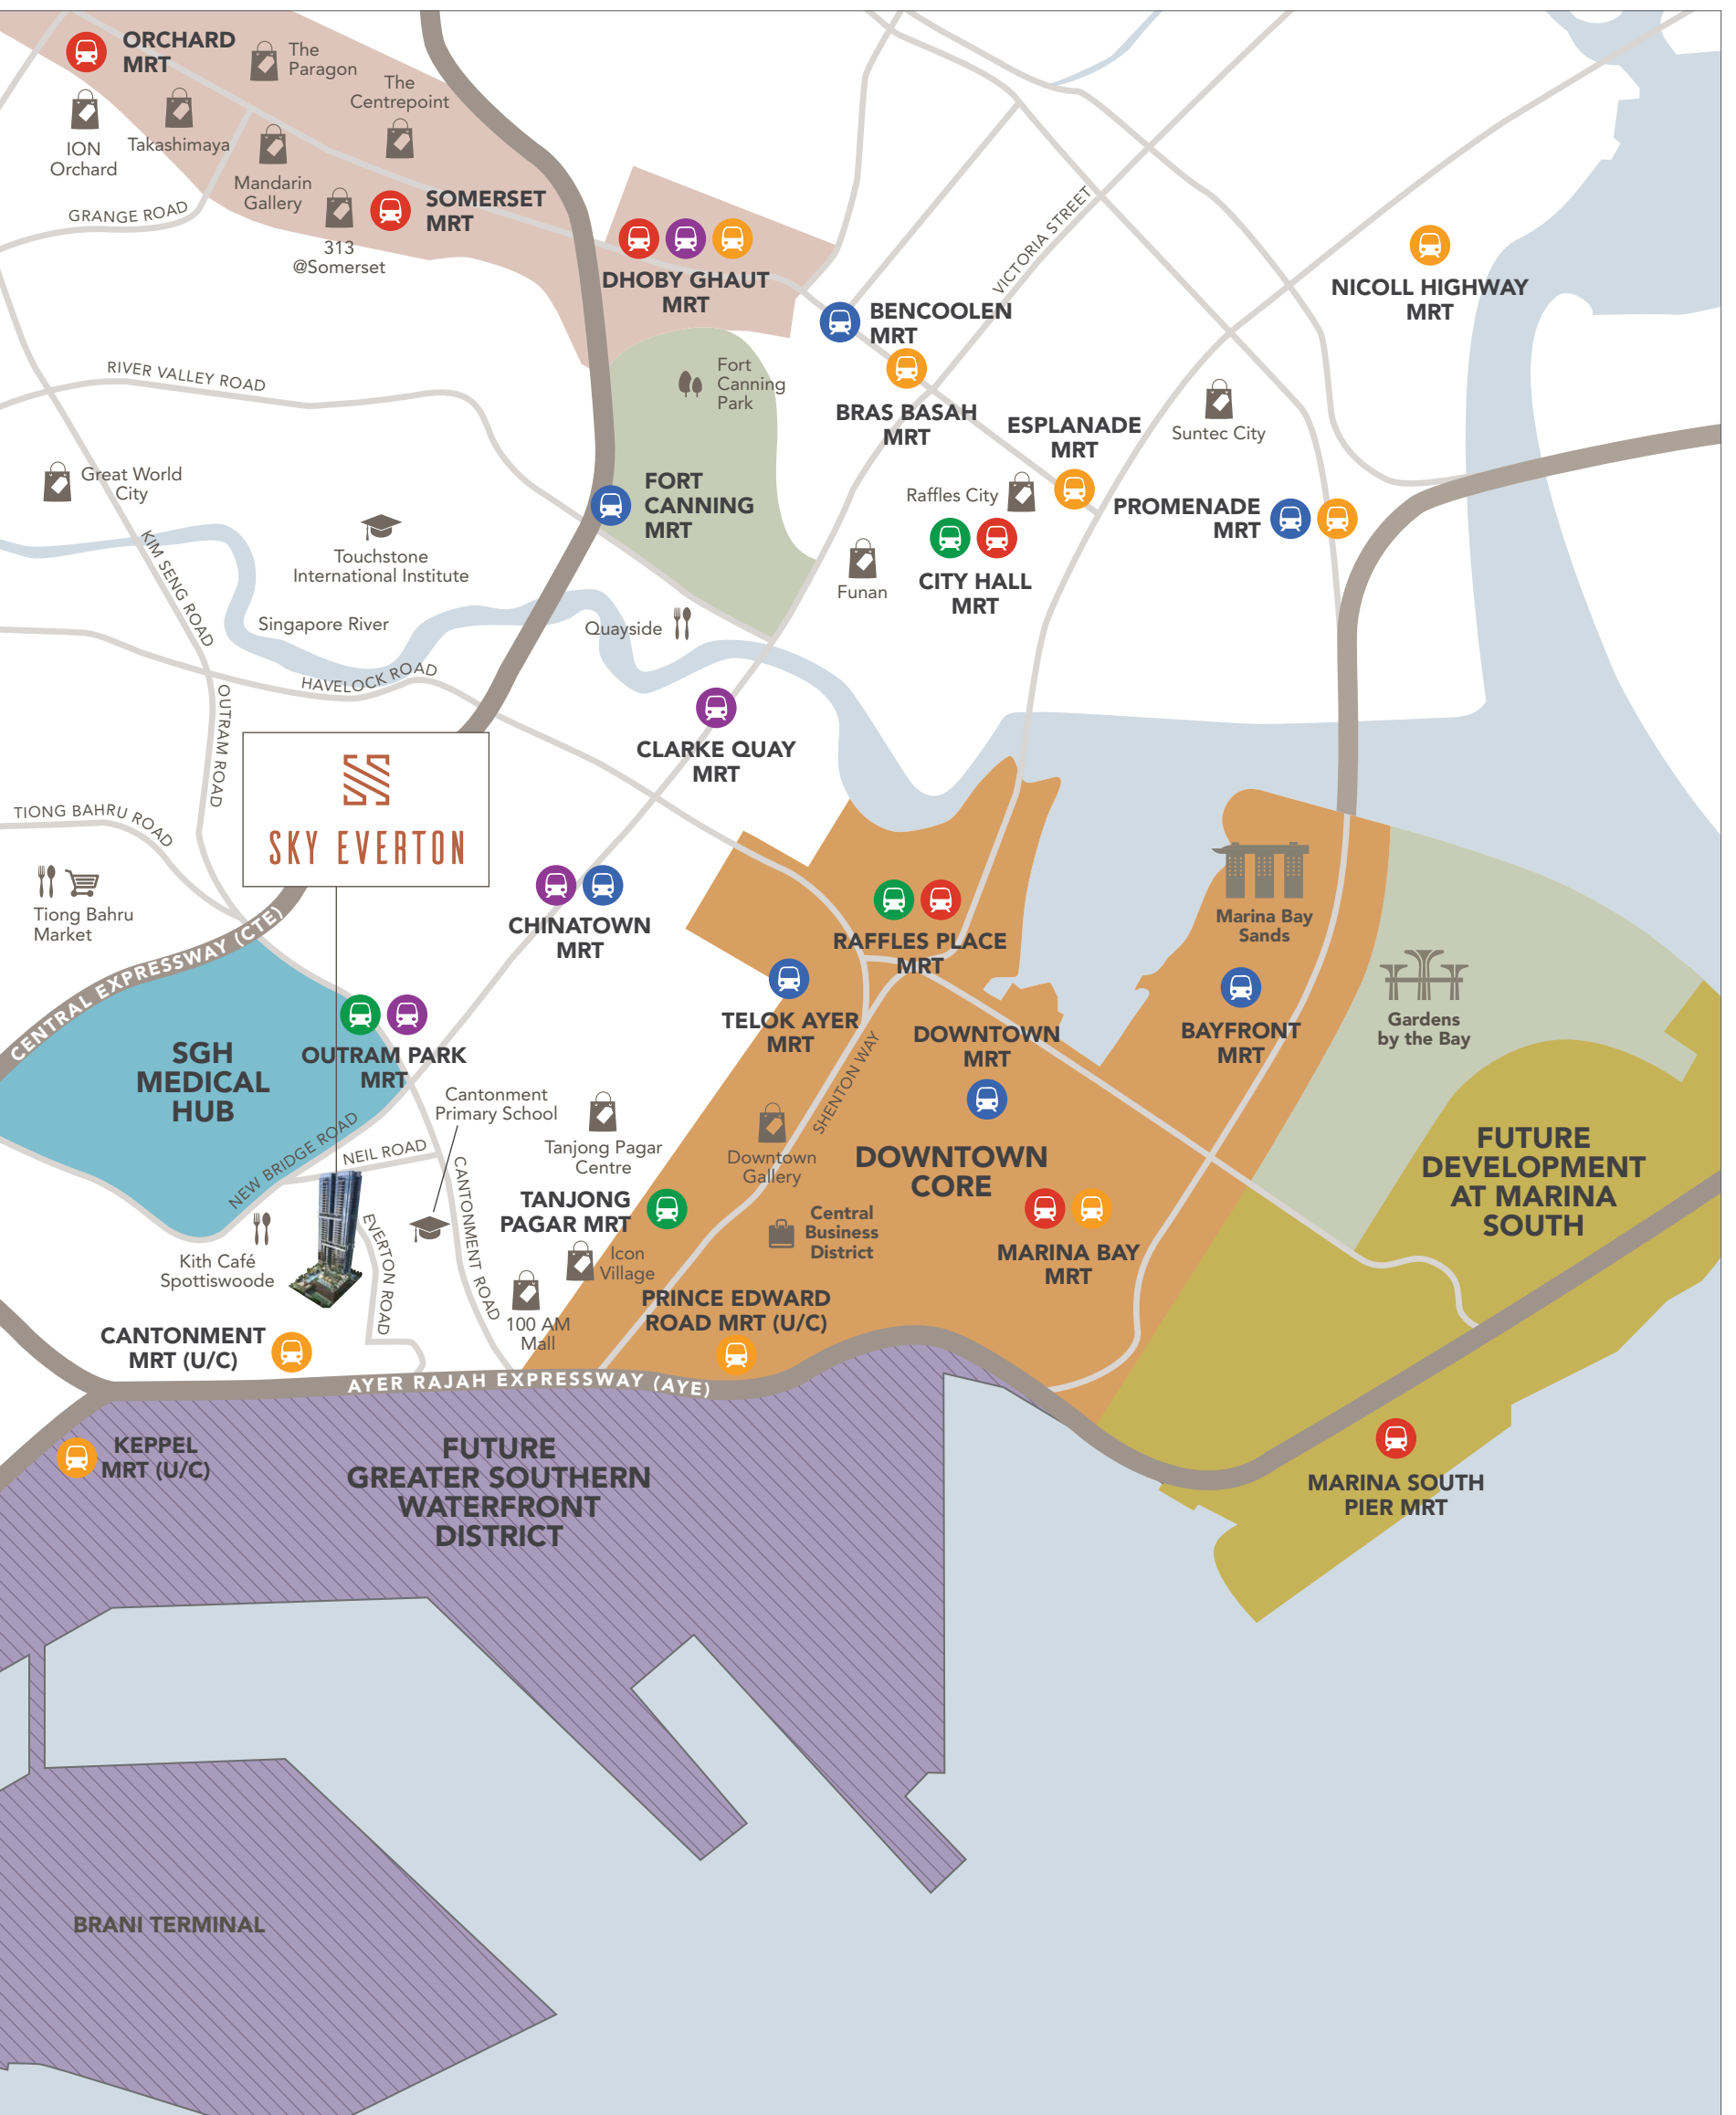 ORCHARD
MRT
The
Paragon
The
Centrepoint
ION
Orchard
Takashimaya
Mandarin
Gallery
GRANGE ROAD
313
@Somerset
SOMERSET
MRT
DHOBY GHAUT
MRT
VICTORIA STREET
NICOLL HIGHWAY
MRT
BENCOOLEN
MRT
RIVER VALLEY ROAD
Fort
Canning
Park
BRAS BASAH
MRT
ESPLANADE
MRT
Suntec City
Great World
City
FORT
CANNING
MRT
Raffles City
PROMENADE
MRT
KIM SENG ROAD
Touchstone
International Institute
Funan
CITY HALL
MRT
Singapore River
Quayside
HAVELOCK ROAD
OUTRAM ROAD
CLARKE QUAY
MRT
TIONG BAHRU ROAD
SKY EVERTON
Tiong Bahru
Market
CENTRAL EXPRESSWAY (CTE)
CHINATOWN
MRT
RAFFLES PLACE
MRT
Marina Bay
Sands
TELOK AYER
MRT
DOWNTOWN
MRT
BAYFRONT
MRT
Gardens
by the Bay
SGH
MEDICAL
HUB
OUTRAM PARK
MRT
Cantonment
Primary School
SHENTON WAY
Tanjong Pagar
Centre
Downtown
Gallery
DOWNTOWN
CORE
FUTURE
DEVELOPMENT
AT MARINA
SOUTH
NEW BRIDGE ROAD
NEIL ROAD
CANTONMENT ROAD
TANJONG
PAGAR MRT
Central
Business
District
MARINA BAY
MRT
Kith Café
Spottiswoode
EVERTON ROAD
Icon
Village
100 AM
Mall
PRINCE EDWARD
ROAD MRT (U/C)
CANTONMENT
MRT (U/C)
AYER RAJAH EXPRESSWAY (AYE)
KEPPEL
MRT (U/C)
FUTURE
GREATER SOUTHERN
WATERFRONT
DISTRICT
MARINA SOUTH
PIER MRT
BRANI TERMINAL